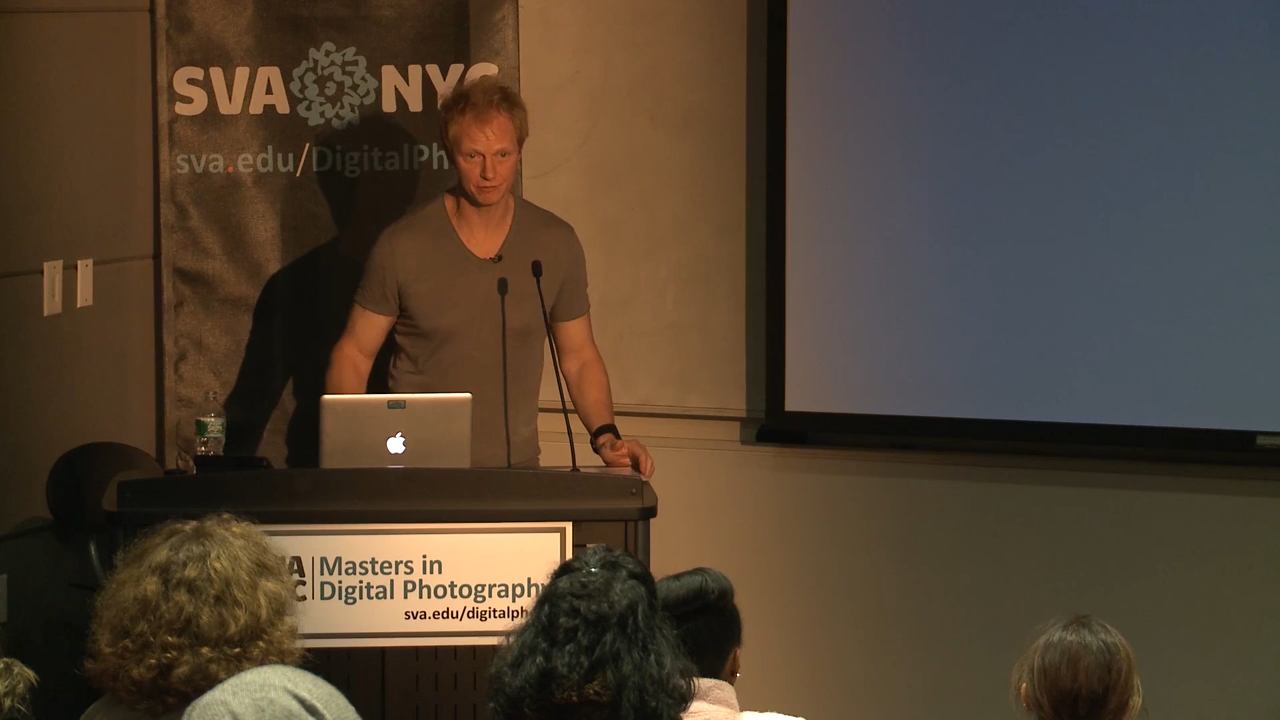 SVA NYC
sva.edu/DigitalPh
A
C
Masters in
Digital Photography
sva.edu/digitalph